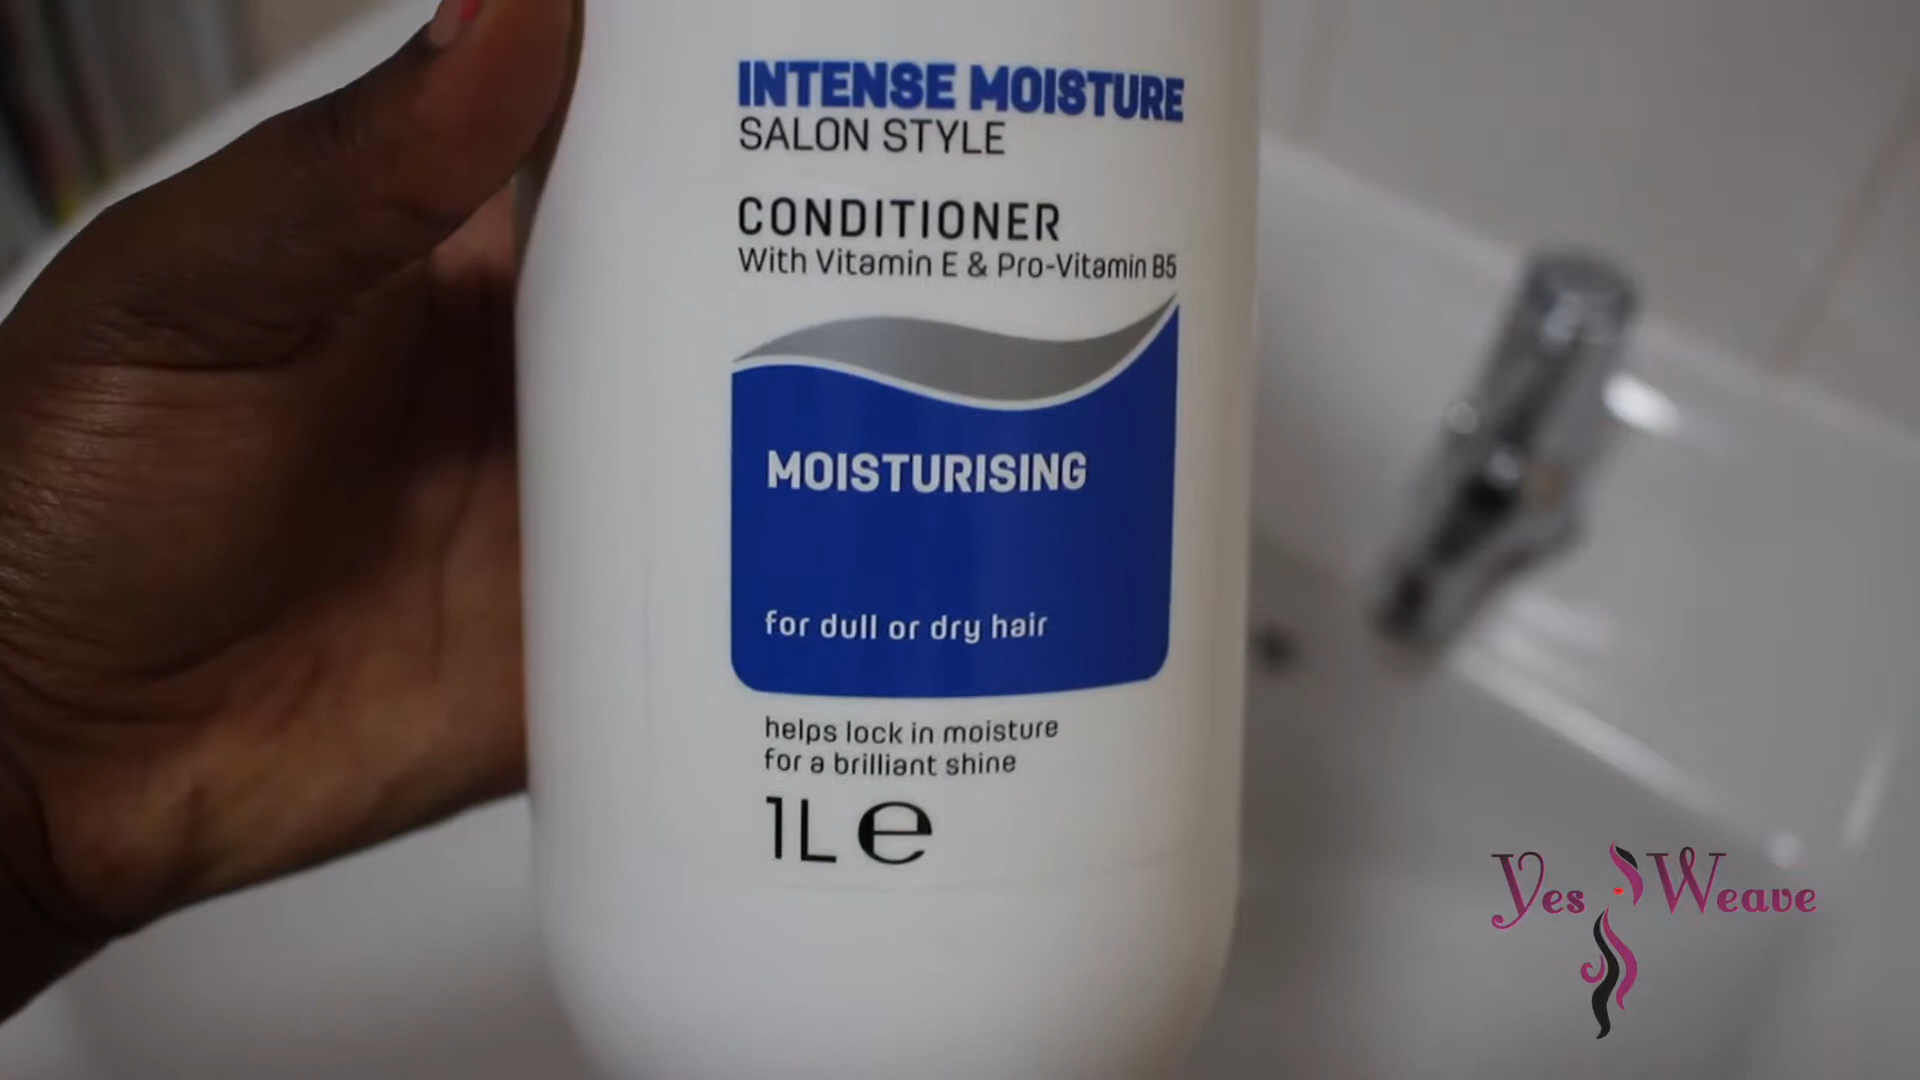 INTENSE MOISTURE
SALON STYLE
CONDITIONER
With Vitamin E & Pro-Vitamin B5
MOISTURISING
for dull or dry hair
helps lock in moisture
for a brilliant shine
1L e
Yes Weave